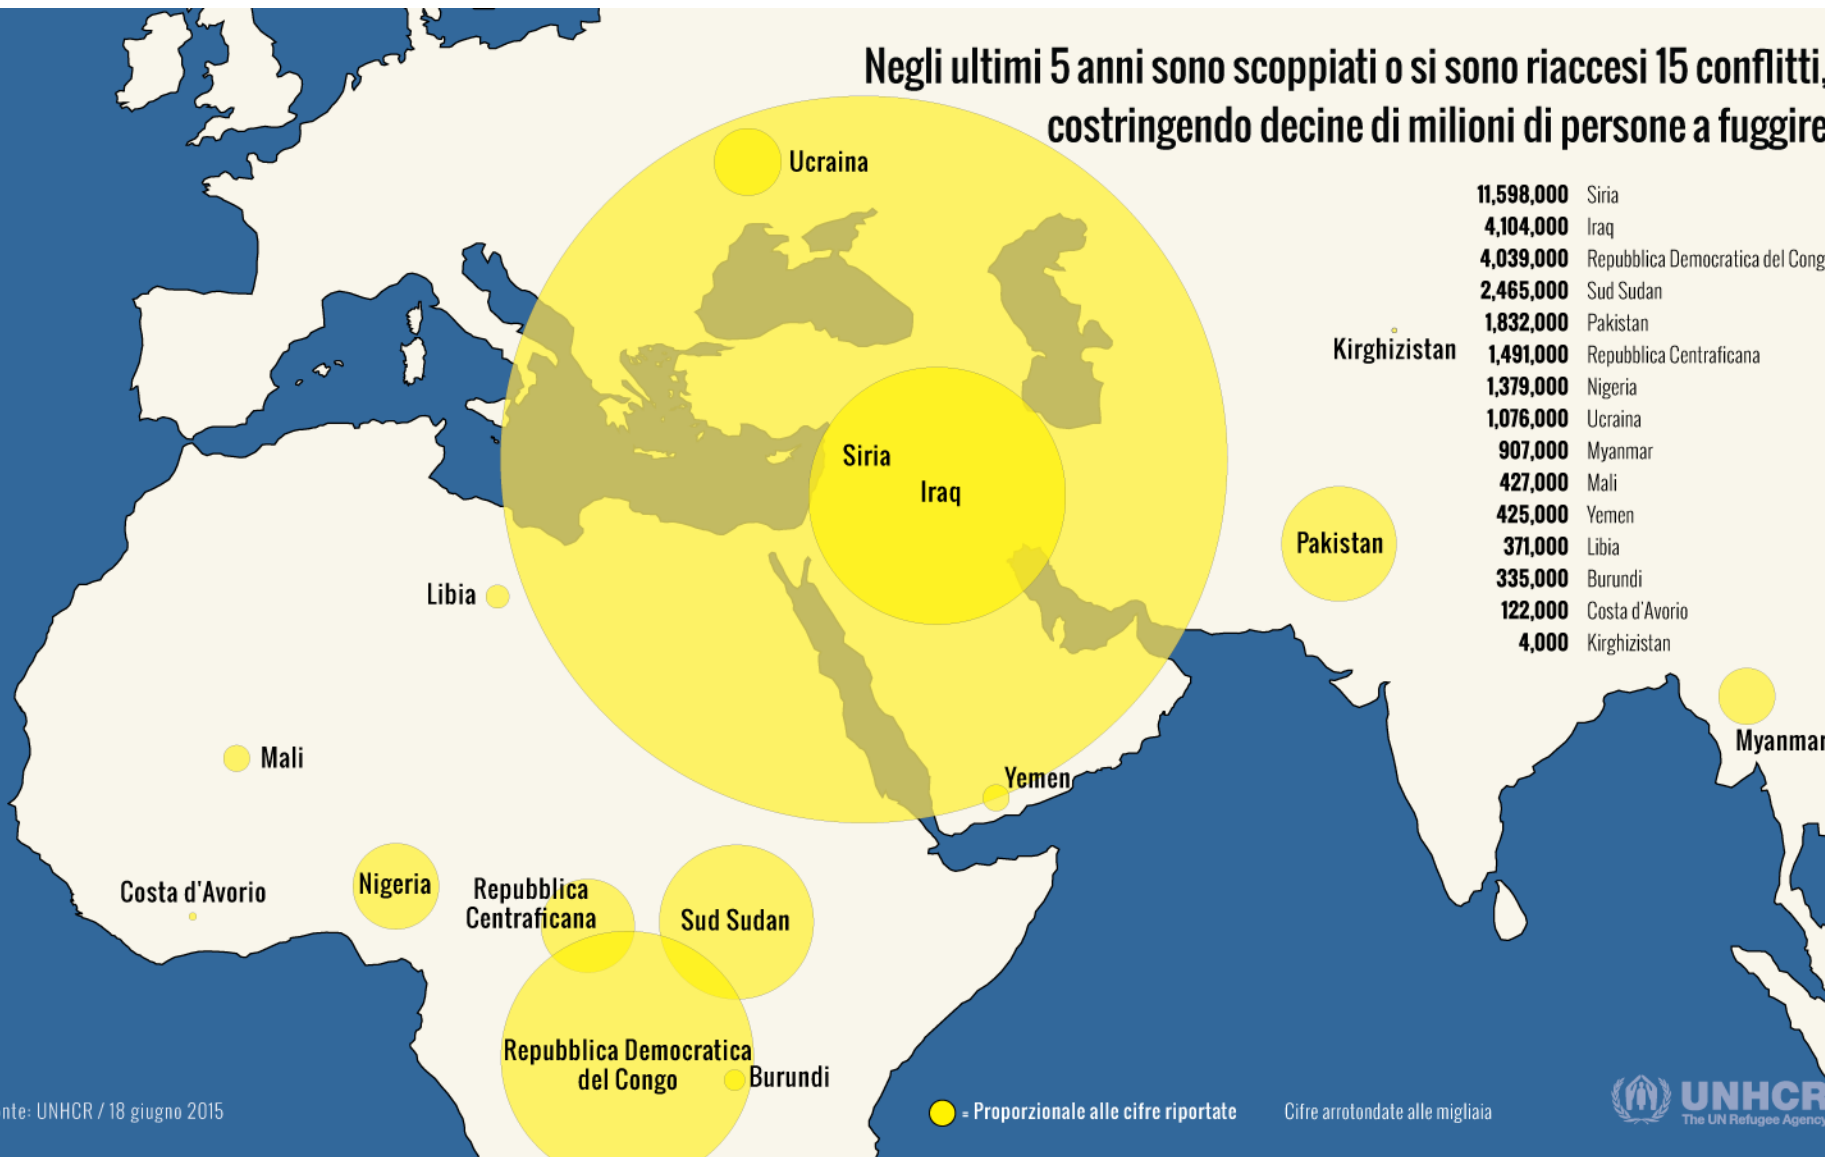 Negli ultimi 5 anni sono scoppiati o si sono riaccesi 15 conflitti,
costringendo decine di milioni di persone a fuggire
11,598,000 Siria
4,104,000 Iraq
4,039,000 Repubblica Democratica del Cong
2,465,000 Sud Sudan
1,832,000 Pakistan
1,491,000 Repubblica Centraficana
1,379,000 Nigeria
1,076,000 Ucraina
907,000 Myanmar
427,000 Mali
425,000 Yemen
371,000 Libia
335,000 Burundi
122,000 Costa d'Avorio
4,000 Kirghizistan
Ucraina
Kirghizistan
Siria
Iraq
Pakistan
Libia
Myanmar
Mali
Yemen
Costa d'Avorio
Nigeria
Repubblica
Centraficana
Sud Sudan
Repubblica Democratica
del Congo
Burundi
nte: UNHCR / 18 giugno 2015
= Proporzionale alle cifre riportate
Cifre arrotondate alle migliaia
UNHCR
The UN Refugee Agency